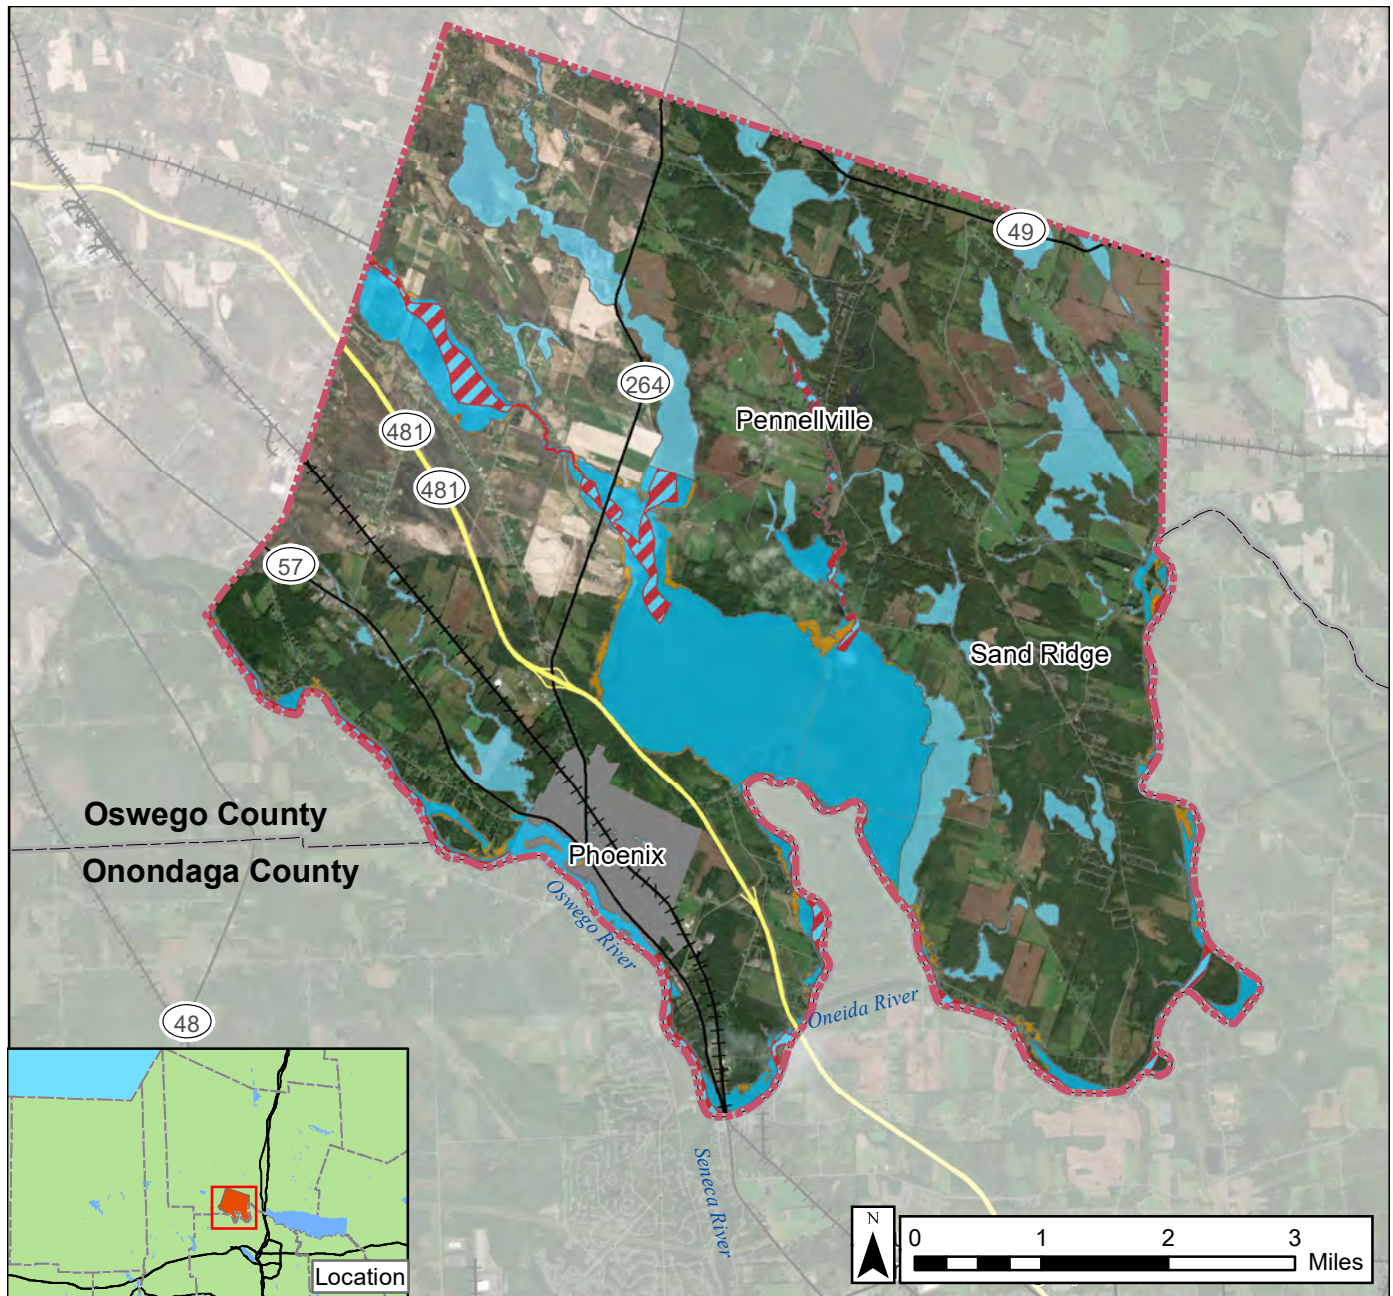 49
264
Pennellville
481
481
57
Sand Ridge
Oswego County
Phoenix
Onondaga County
Oswego River
Oneida River
48
Seneca River
N
0 1 2 3
Miles
Location